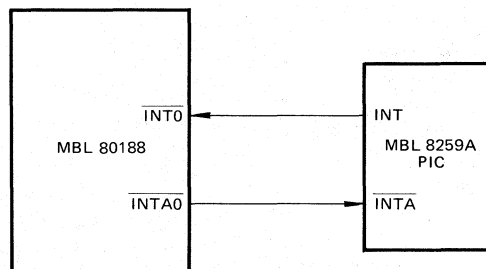 INT0
INT
MBL 80188
MBL 8259A
PIC
INTA0
INTA